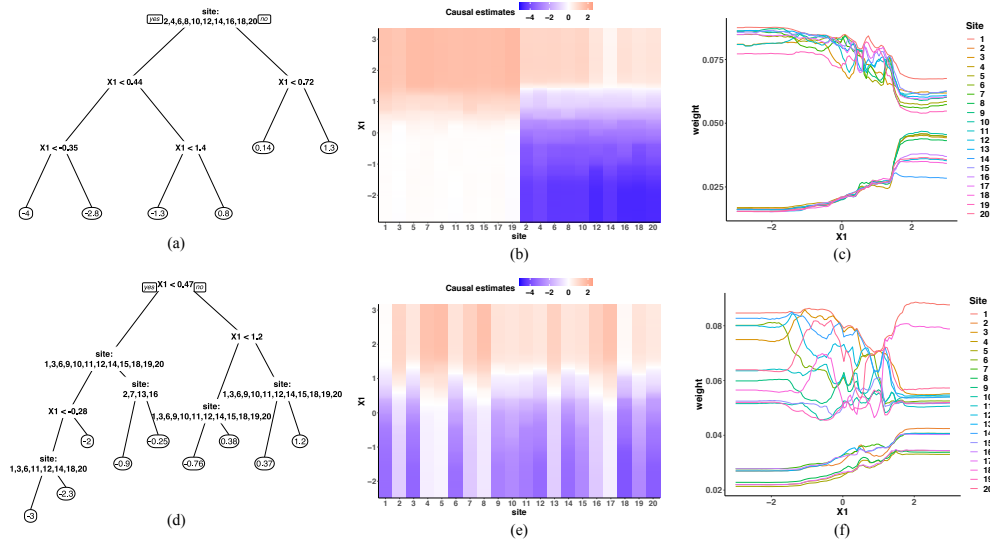 site:
yes 2,4,6,8,10,12,14,16,18,20 no
X1 < 0.44
X1 < 0.72
X1 < -0.35
X1 < 1.4
0.14
1.3
-4
-2.8
-1.3
0.8
(a)
Causal estimates
−4 −2 0 2
X1
3
2
1
0
−1
−2
1 3 5 7 9 11 13 15 17 19 2 4 6 8 10 12 14 16 18 20
site
(b)
weight
0.075
0.050
0.025
−2 0 2
X1
(c)
Site
1
2
3
4
5
6
7
8
9
10
11
12
13
14
15
16
17
18
19
20
yes X1 < 0.47 no
X1 < 1.2
site:
1,3,6,9,10,11,12,14,15,18,19,20
site:
2,7,13,16
site:
1,3,6,9,10,11,12,14,15,18,19,20
site:
1,3,6,9,10,11,12,14,15,18,19,20
X1 < -0.28
-2
-0.25
-0.9
-0.76
0.38
0.37
1.2
site:
1,3,6,11,12,14,18,20
-2.3
-3
(d)
Causal estimates
−4 −2 0 2
X1
3
2
1
0
−1
−2
1 2 3 4 5 6 7 8 9 10 11 12 13 14 15 16 17 18 19 20
site
(e)
weight
0.08
0.06
0.04
0.02
−2 0 2
X1
(f)
Site
1
2
3
4
5
6
7
8
9
10
11
12
13
14
15
16
17
18
19
20